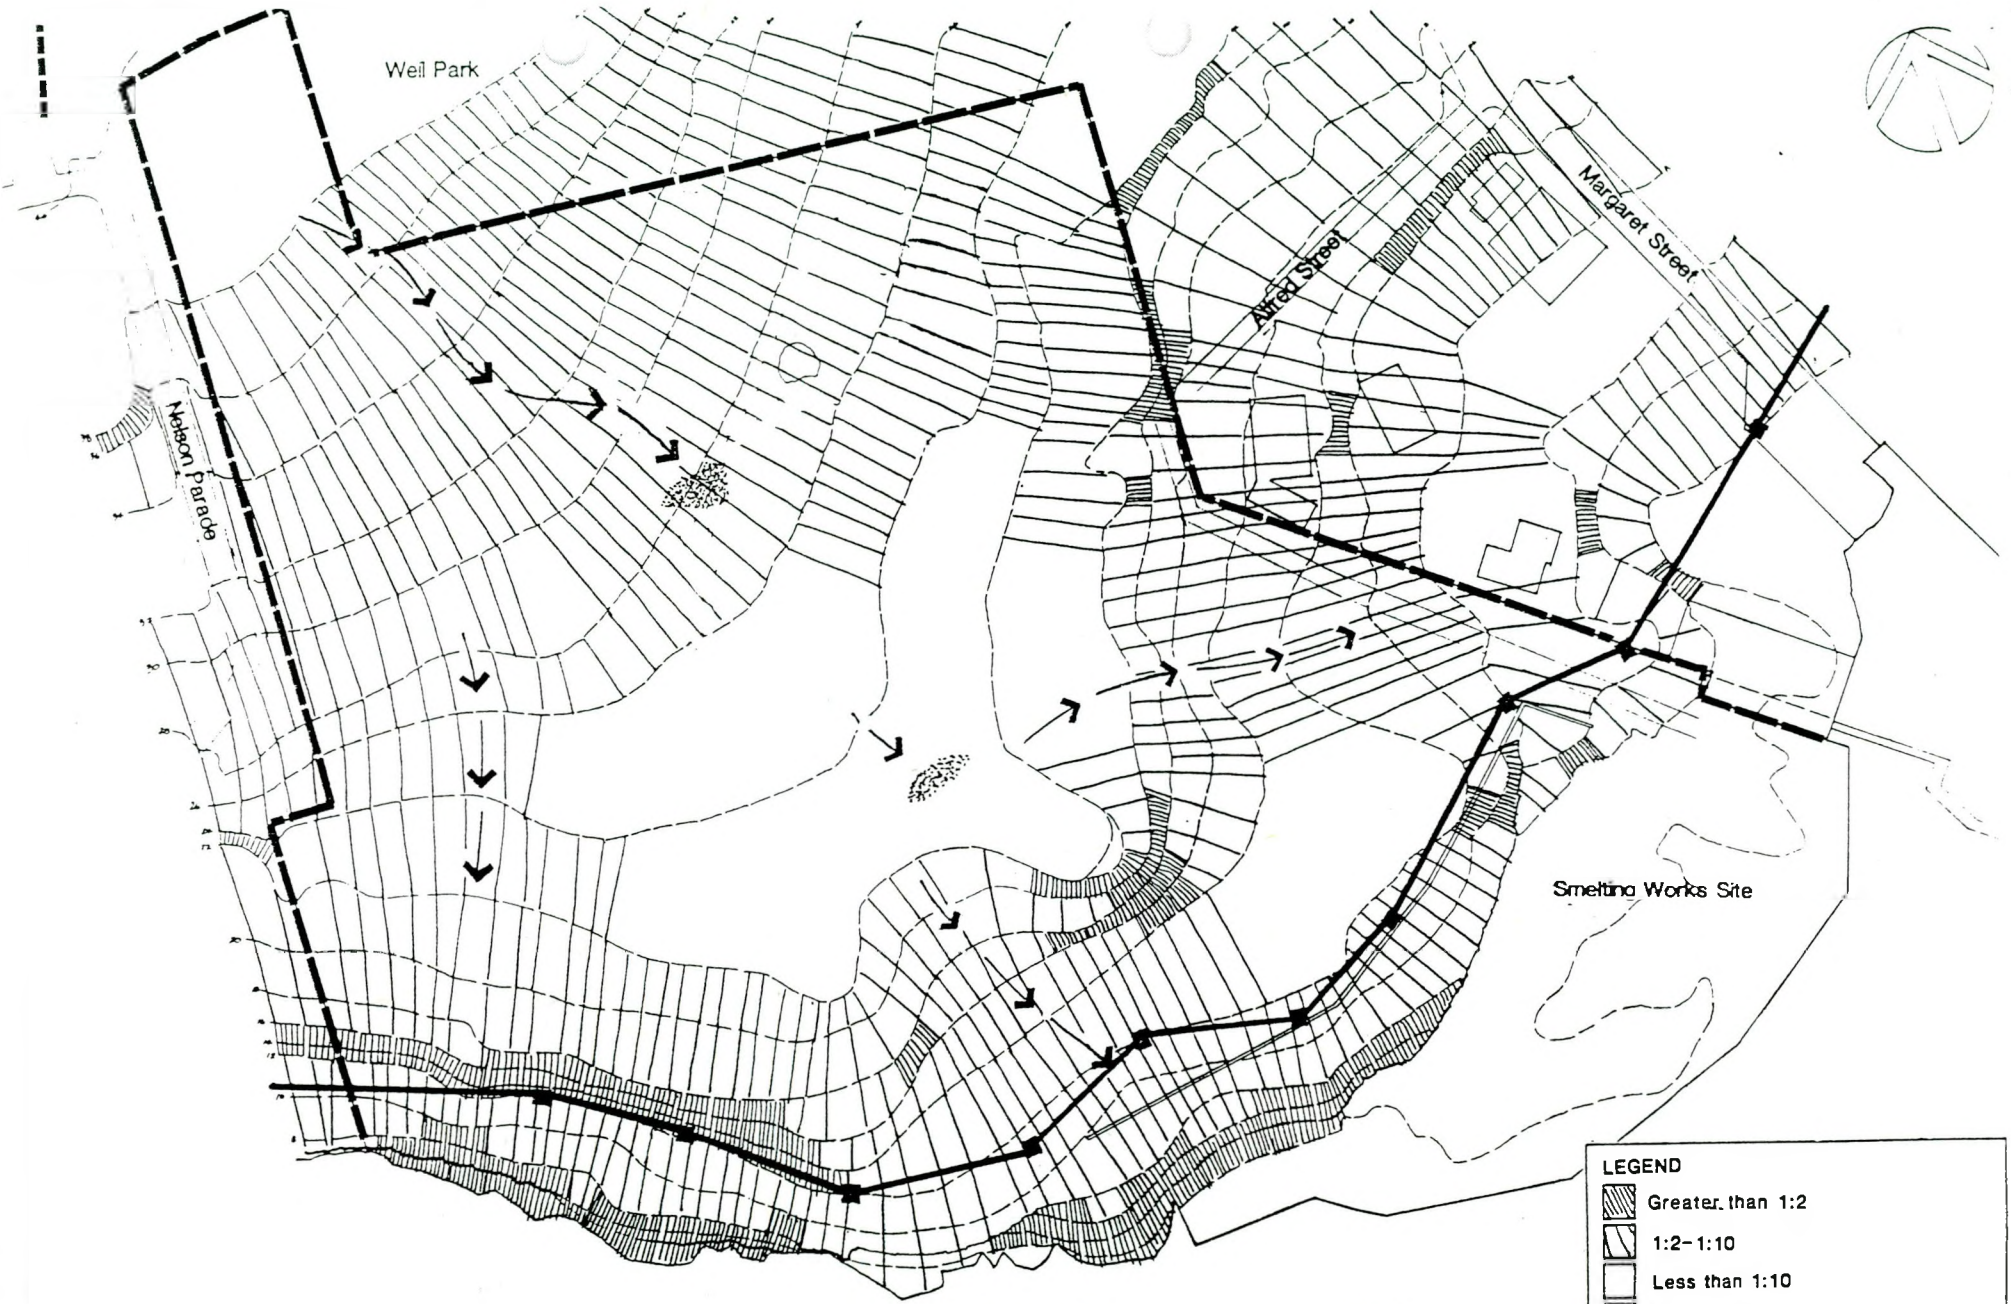 Weil Park
Margaret Street
Alfred Street
Nelson Parade
Smelting Works Site
LEGEND
Greater than 1:2
1:2-1:10
Less than 1:10